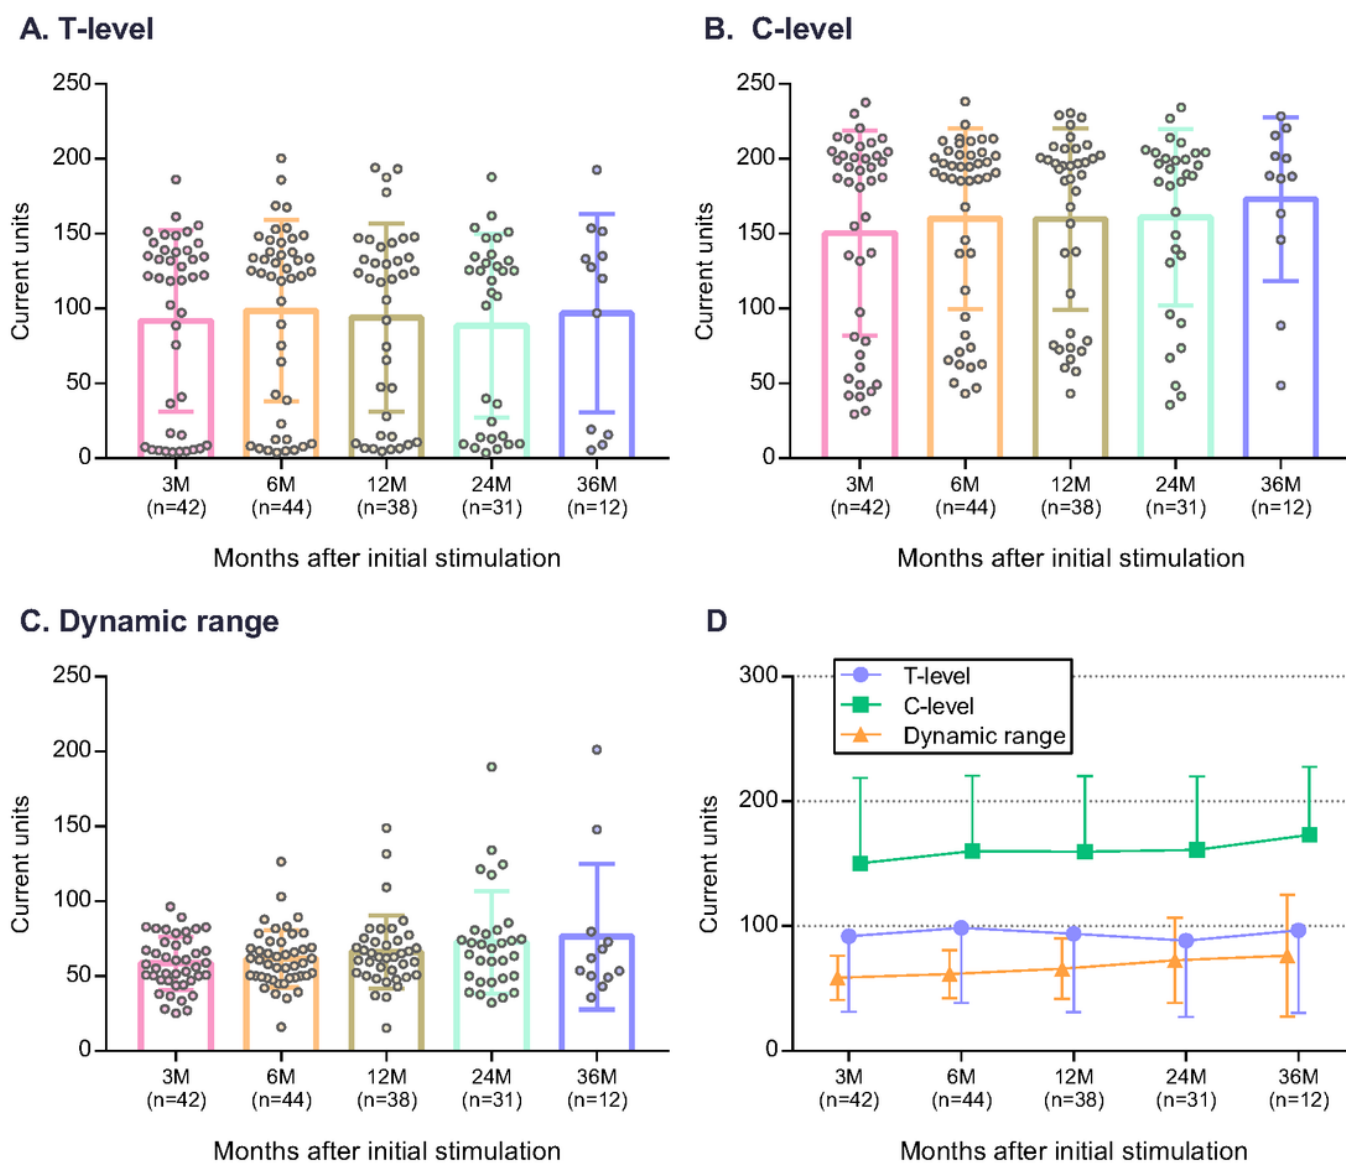 A. T-level
250
200
150
100
50
0
Current units
3M
(n=42)
6M
(n=44)
12M
(n=38)
24M
(n=31)
36M
(n=12)
Months after initial stimulation
B. C-level
250
200
150
100
50
0
Current units
3M
(n=42)
6M
(n=44)
12M
(n=38)
24M
(n=31)
36M
(n=12)
Months after initial stimulation
C. Dynamic range
250
200
150
100
50
0
Current units
3M
(n=42)
6M
(n=44)
12M
(n=38)
24M
(n=31)
36M
(n=12)
Months after initial stimulation
D
T-level
C-level
Dynamic range
300
200
100
0
Current units
3M
(n=42)
6M
(n=44)
12M
(n=38)
24M
(n=31)
36M
(n=12)
Months after initial stimulation